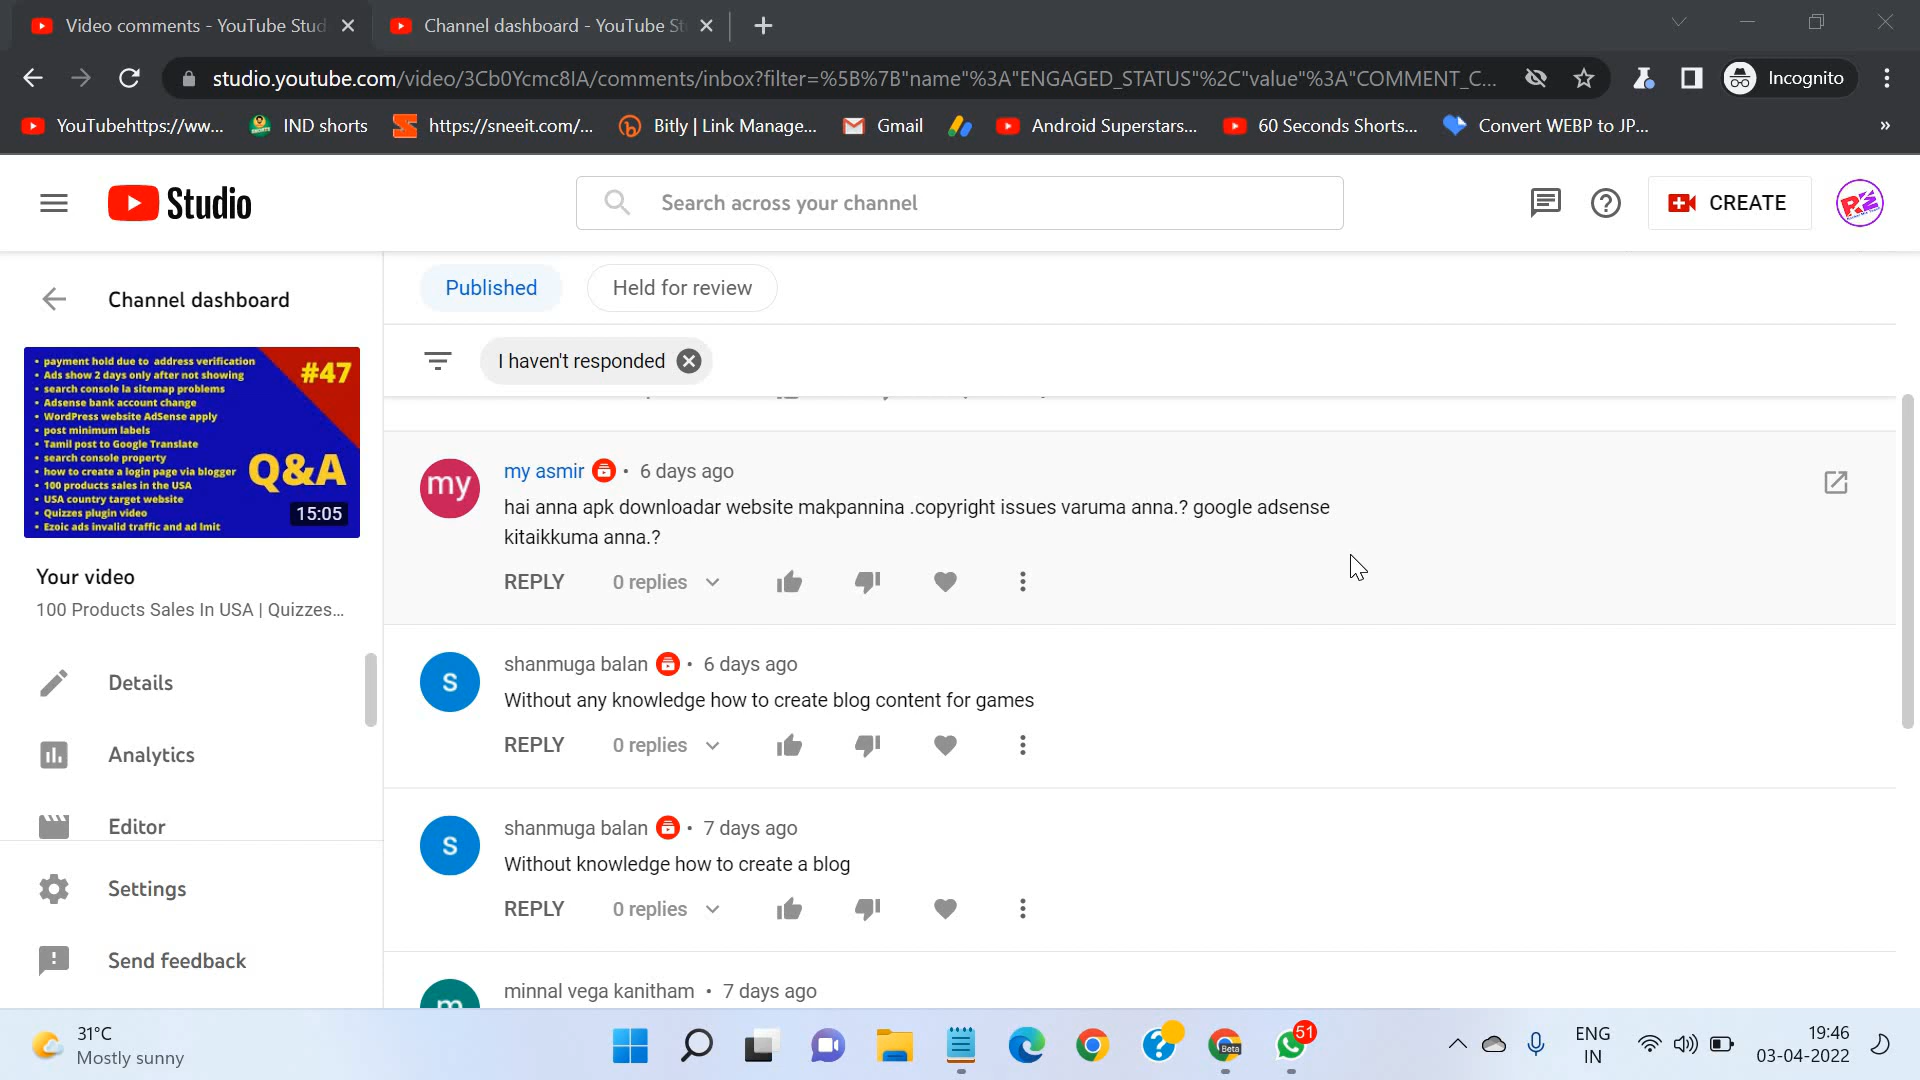 Video comments - YouTube Stud
Channel dashboard - YouTube St
studio.youtube.com/video/3Cb0Ycmc8IA/comments/inbox?filter=%5B%7B"name"%3A"ENGAGED_STATUS"%2C"value"%3A"COMMENT_C...
Incognito
YouTubehttps://ww...
IND shorts
https://sneeit.com/...
Bitly | Link Manage...
Gmail
Android Superstars...
60 Seconds Shorts...
Convert WEBP to JP...
»
Studio
Search across your channel
CREATE
Channel dashboard
Published
Held for review
I haven't responded
• payment hold due to address verification
• Ads show 2 days only after not showing
• search console la sitemap problems
• Adsense bank account change
• WordPress website AdSense apply
• post minimum labels
• Tamil post to Google Translate
• search console property
• how to create a login page via blogger
• 100 products sales in the USA
• USA country target website
• Quizzes plugin video
• Ezoic ads invalid traffic and ad lmit
#47
Q&A
15:05
Your video
100 Products Sales In USA | Quizzes...
Details
Analytics
Editor
Settings
Send feedback
my
my asmir • 6 days ago
hai anna apk downloadar website makpannina .copyright issues varuma anna.? google adsense
kitaikkuma anna.?
REPLY 0 replies
S
shanmuga balan • 6 days ago
Without any knowledge how to create blog content for games
REPLY 0 replies
S
shanmuga balan • 7 days ago
Without knowledge how to create a blog
REPLY 0 replies
m
minnal vega kanitham • 7 days ago
31°C
Mostly sunny
Beta
51
ENG
IN
19:46
03-04-2022